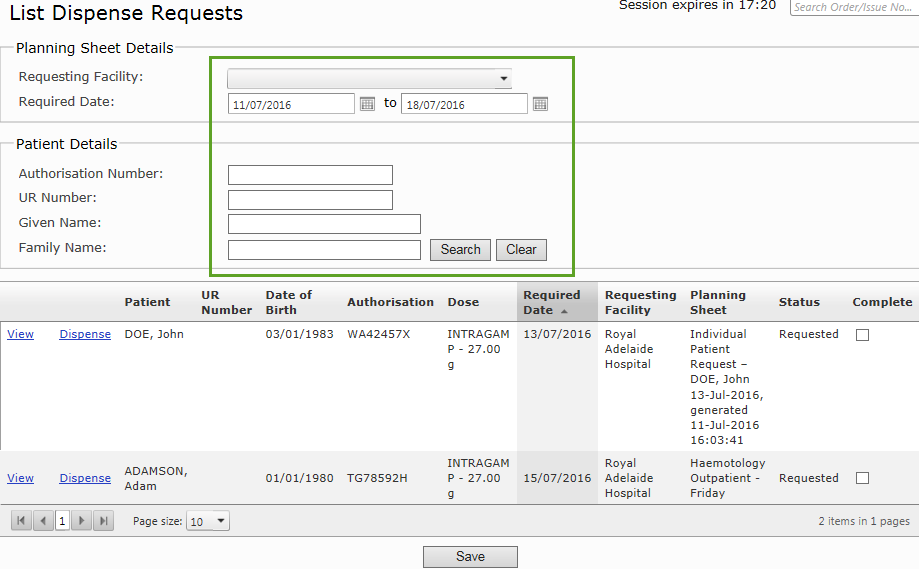 List Dispense Requests
Session expires in 17:20
Search Order/Issue No...
Planning Sheet Details
Requesting Facility:
Required Date: 11/07/2016 to 18/07/2016
Patient Details
Authorisation Number:
UR Number:
Given Name:
Family Name: Search Clear
Patient UR Number Date of Birth Authorisation Dose Required Date Requesting Facility Planning Sheet Status Complete
View Dispense DOE, John 03/01/1983 WA42457X INTRAGAM 13/07/2016 Royal Individual Requested
P - 27.00 Adelaide Patient
g Hospital Request –
DOE, John
13-Jul-2016,
generated
11-Jul-2016
16:03:41
INTRAGAM Royal Haemotology
View Dispense ADAMSON, Adam 01/01/1980 TG78592H P - 27.00 15/07/2016 Adelaide Outpatient - Requested
g Hospital Friday
1 Page size: 10 2 items in 1 pages
Save